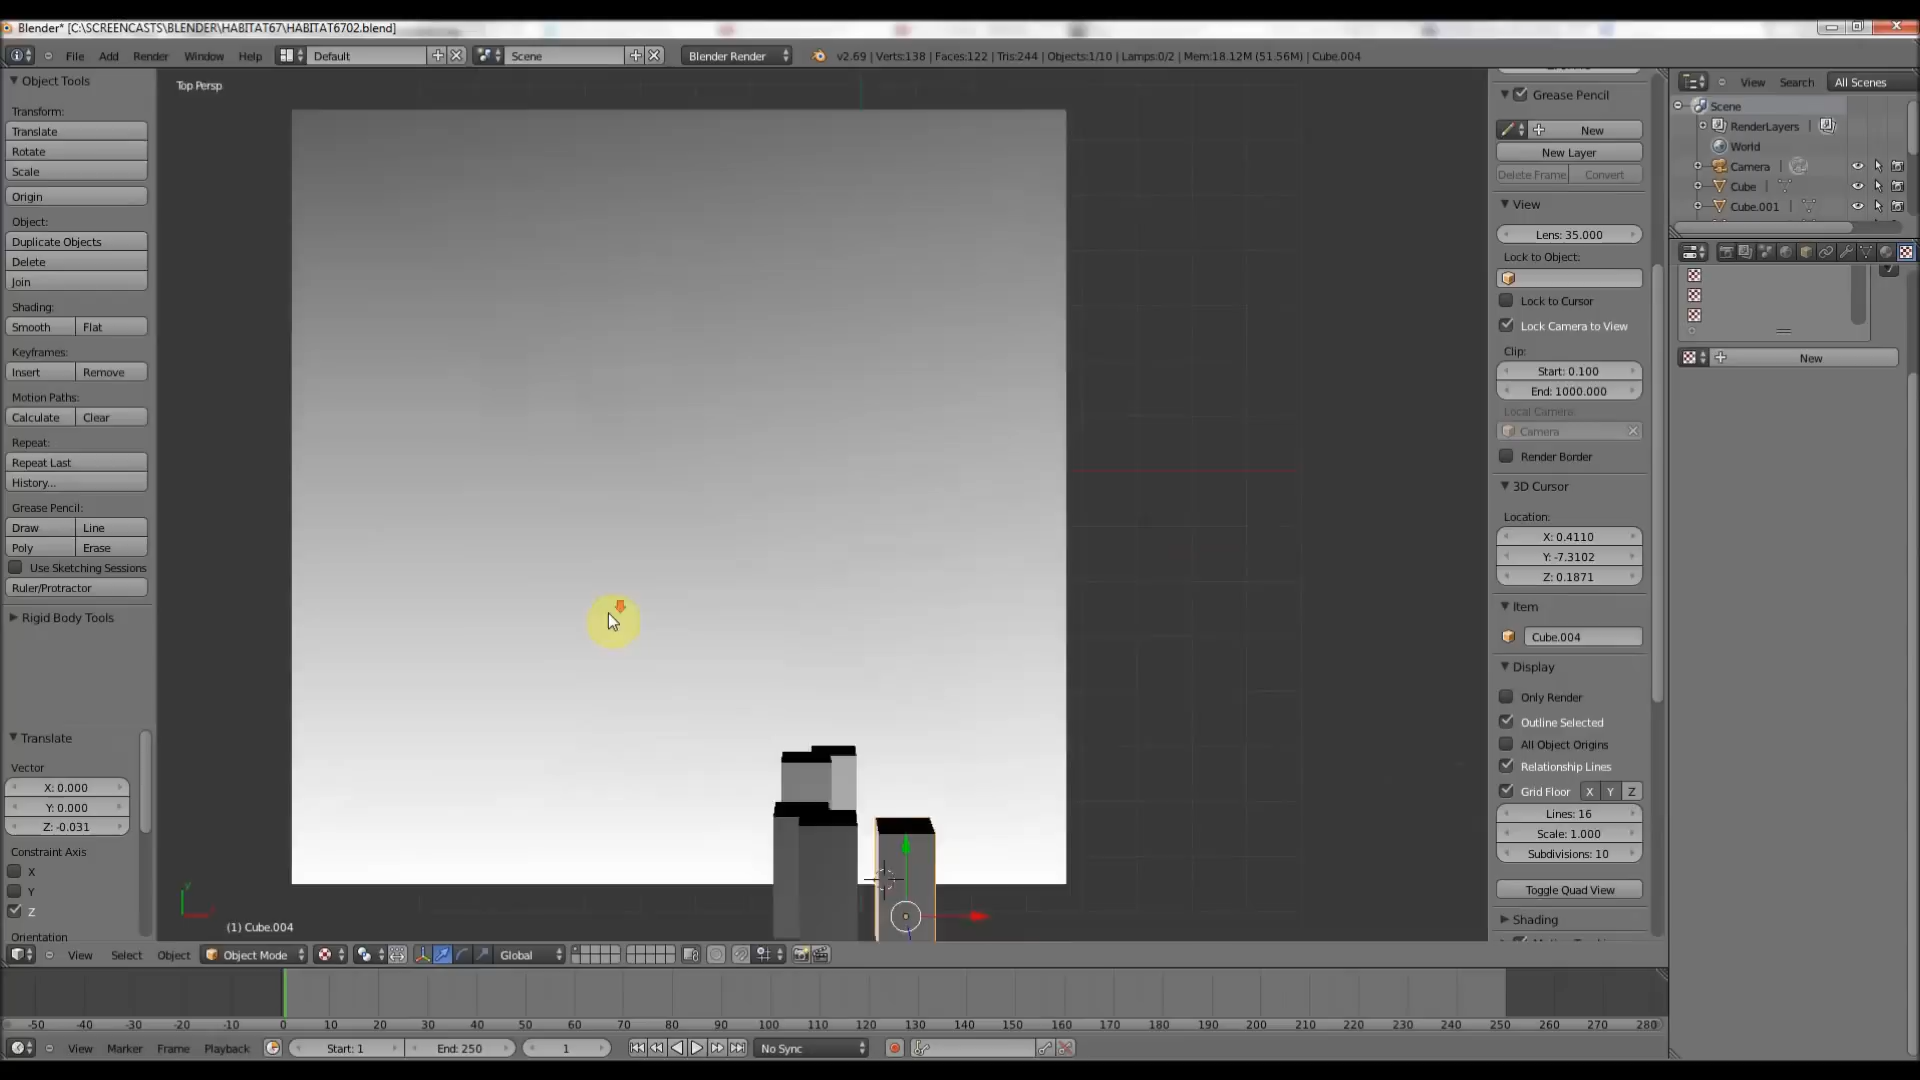 Blender* [C:\SCREENCASTS\BLENDER\HABITAT67\HABITAT6702.blend]
File Add Render Window Help Default Scene Blender Render v2.69 | Verts:138 | Faces:122 | Tris:244 | Objects:1/10 | Lamps:0/2 | Mem:18.12M (51.56M) | Cube.004
Object Tools
Transform:
Translate
Rotate
Scale
Origin
Object:
Duplicate Objects
Delete
Join
Shading:
Smooth Flat
Keyframes:
Insert Remove
Motion Paths:
Calculate Clear
Repeat:
Repeat Last
History...
Grease Pencil:
Draw Line
Poly Erase
Use Sketching Sessions
Ruler/Protractor
Rigid Body Tools
Translate
Vector
X: 0.000
Y: 0.000
Z: -0.031
Constraint Axis
X
Y
Z
Orientation
Top Persp
(1) Cube.004
Grease Pencil
New
New Layer
Delete Frame Convert
View
Lens: 35.000
Lock to Object:
Lock to Cursor
Lock Camera to View
Clip:
Start: 0.100
End: 1000.000
Local Camera:
Camera
Render Border
3D Cursor
Location:
X: 0.4110
Y: -7.3102
Z: 0.1871
Item
Cube.004
Display
Only Render
Outline Selected
All Object Origins
Relationship Lines
Grid Floor X Y Z
Lines: 16
Scale: 1.000
Subdivisions: 10
Toggle Quad View
Shading
View Search All Scenes
Scene
RenderLayers
World
Camera
Cube
Cube.001
New
View Select Object Object Mode Global
-50 -40 -30 -20 -10 0 10 20 30 40 50 60 70 80 90 100 110 120 130 140 150 160 170 180 190 200 210 220 230 240 250 260 270 280
View Marker Frame Playback Start: 1 End: 250 1 No Sync